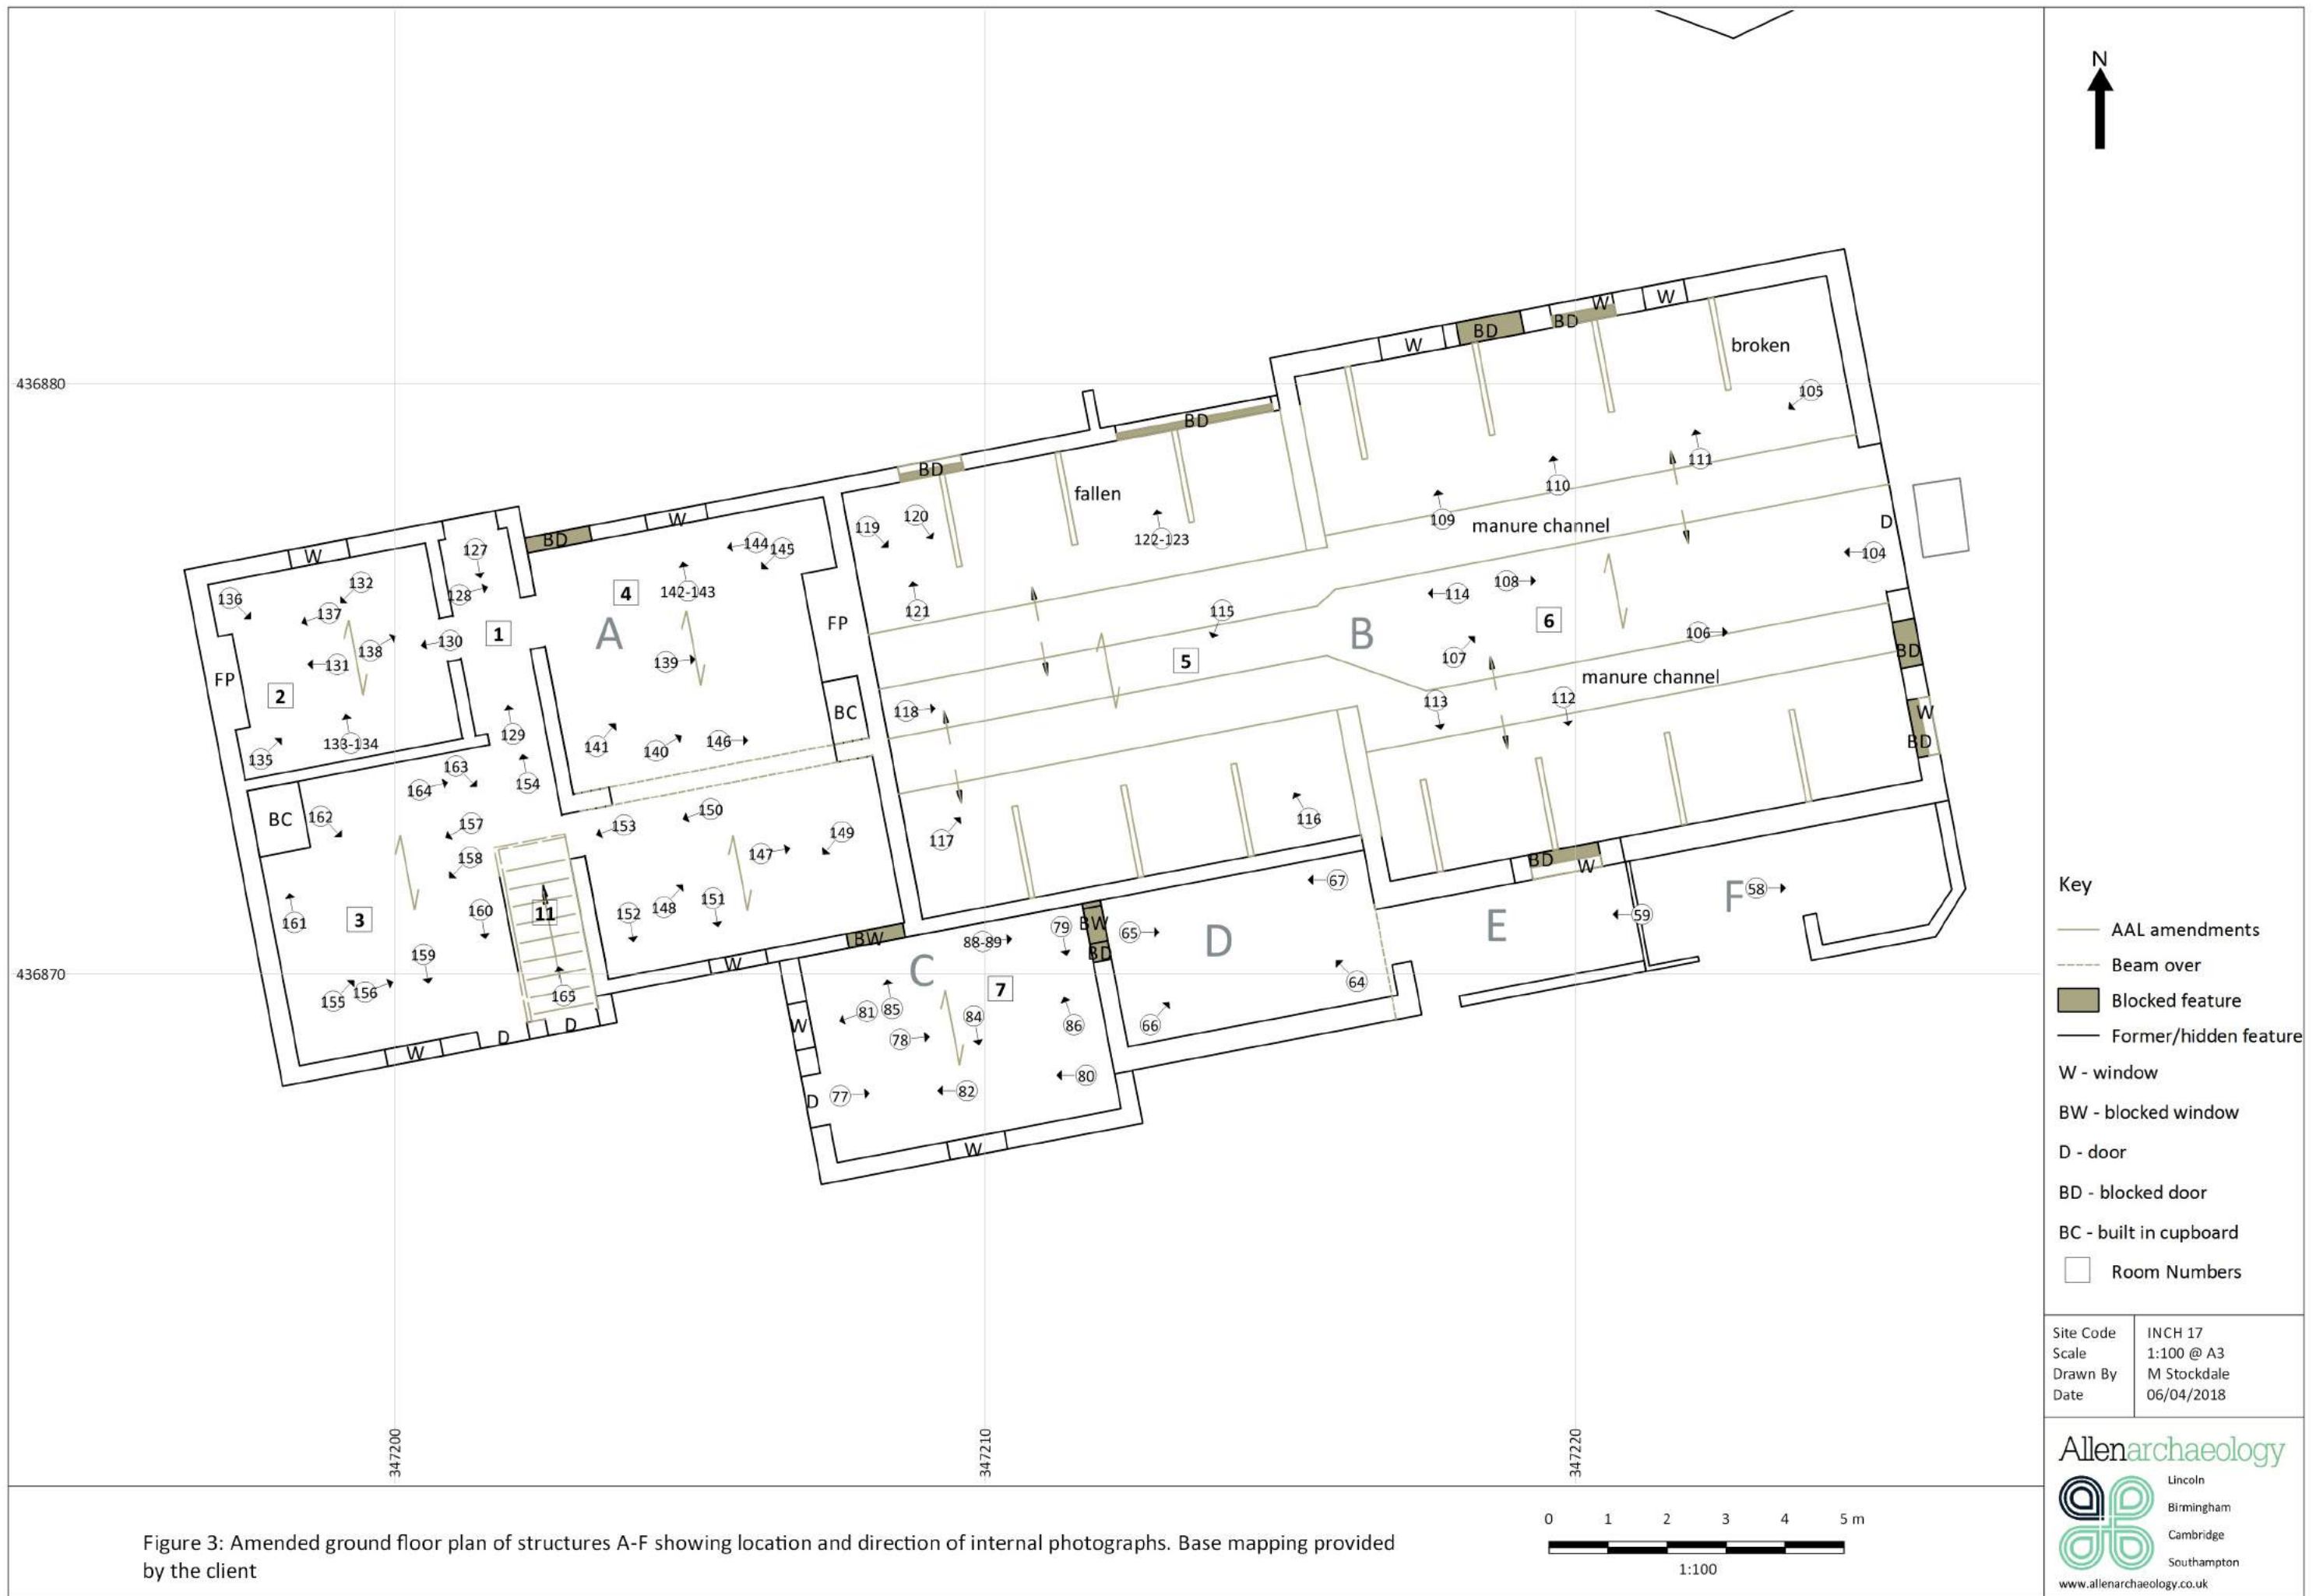 N
436880
W
BD
W
BD
W
broken
105
BD
BD
fallen
111
110
109
manure channel
D
104
119
120
122-123
W
BD
W
127
144
145
132
136
128
4
142-143
137
108
114
121
FP
A
1
130
115
B
6
138
131
139
106
107
5
FP
2
manure channel
BD
113
112
BC
118
W
129
133-134
141
140
146
BD
135
163
154
164
BC
162
157
153
150
116
149
117
158
147
BD
W
67
F
58
161
3
160
11
152
148
151
59
79
BW
65
E
BW
88-89
D
BD
159
W
C
436870
155
156
165
7
64
81
85
84
86
66
W
D
D
W
78
80
77
82
D
W
347200
347210
347220
Key
AAL amendments
Beam over
Blocked feature
Former/hidden feature
W - window
BW - blocked window
D - door
BD - blocked door
BC - built in cupboard
Room Numbers
Site Code INCH 17
Scale 1:100 @ A3
Drawn By M Stockdale
Date 06/04/2018
Allenarchaeology
Lincoln
Birmingham
Cambridge
Southampton
www.allenarchaeology.co.uk
Figure 3: Amended ground floor plan of structures A-F showing location and direction of internal photographs. Base mapping provided
by the client
0 1 2 3 4 5 m
1:100